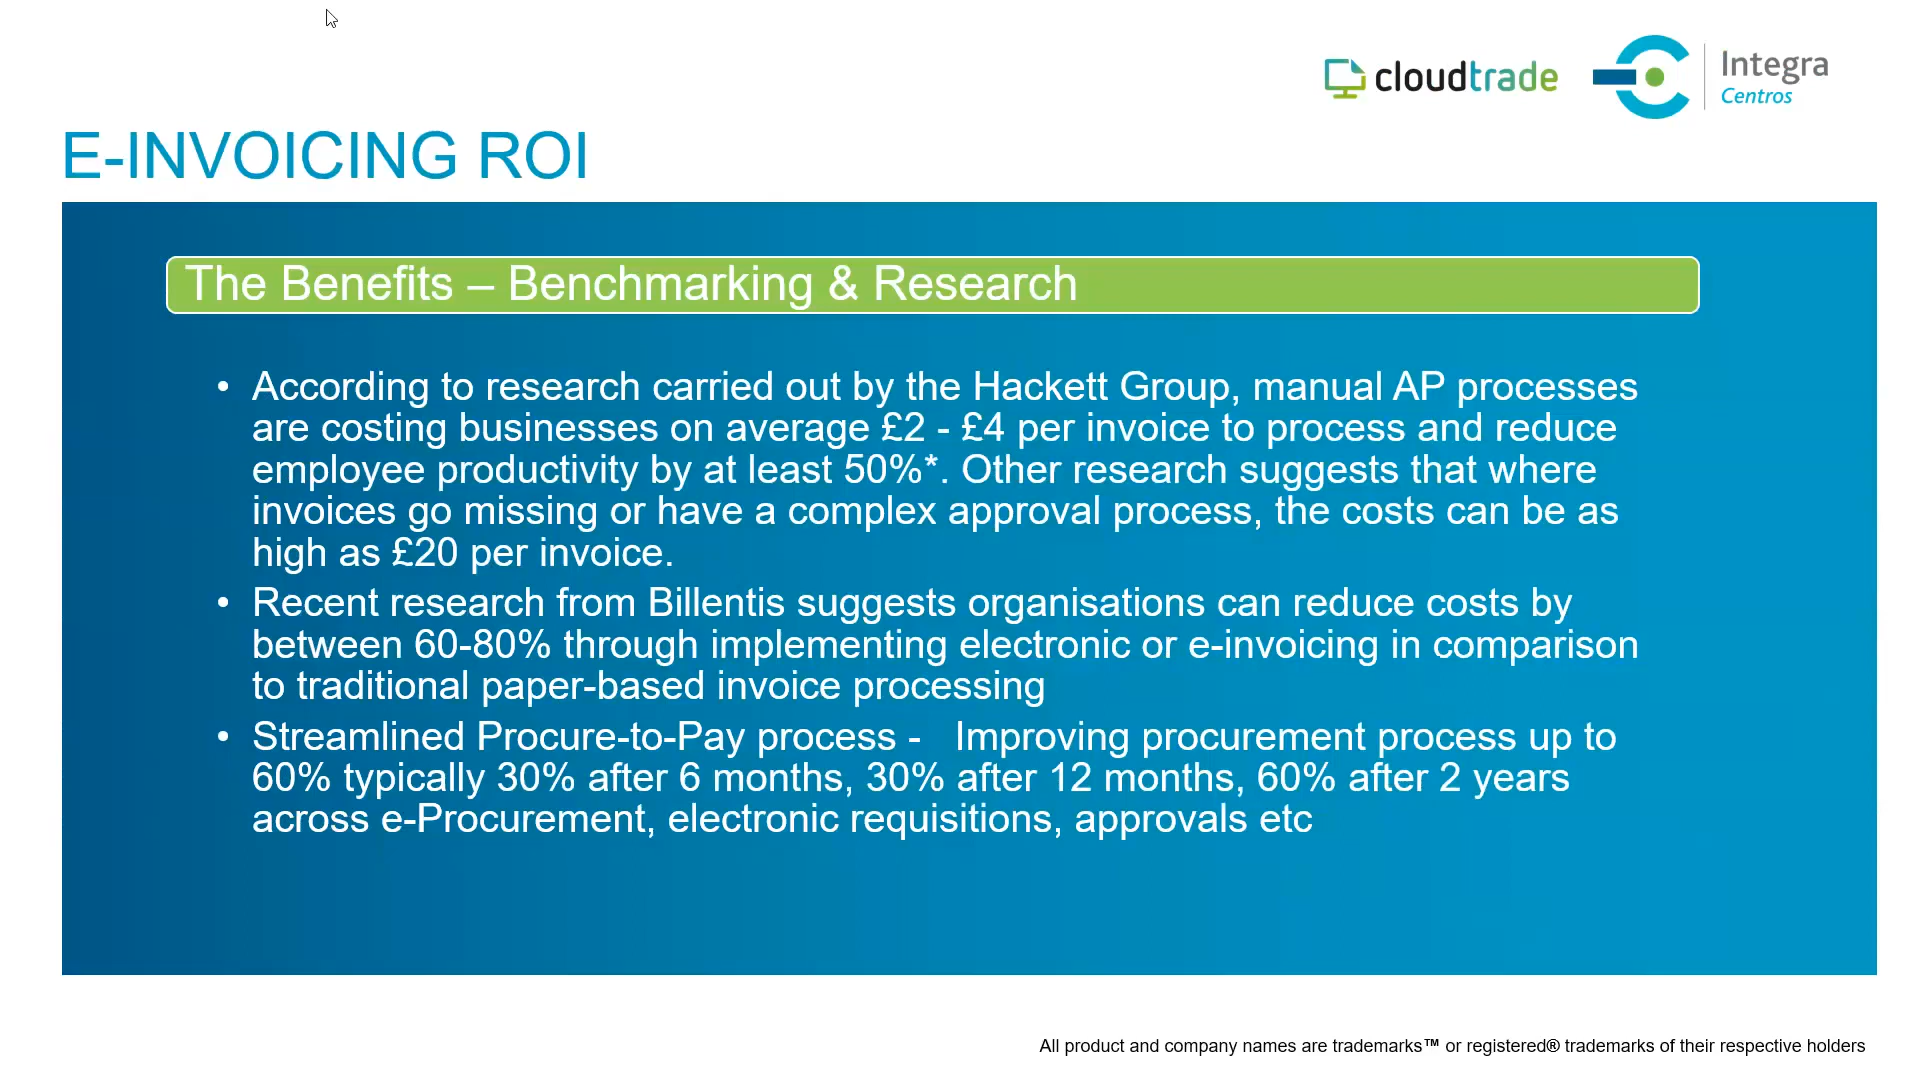 cloudtrade
Integra
Centros
E-INVOICING ROI
The Benefits – Benchmarking & Research
• According to research carried out by the Hackett Group, manual AP processes
are costing businesses on average £2 - £4 per invoice to process and reduce
employee productivity by at least 50%*. Other research suggests that where
invoices go missing or have a complex approval process, the costs can be as
high as £20 per invoice.
• Recent research from Billentis suggests organisations can reduce costs by
between 60-80% through implementing electronic or e-invoicing in comparison
to traditional paper-based invoice processing
• Streamlined Procure-to-Pay process -   Improving procurement process up to
60% typically 30% after 6 months, 30% after 12 months, 60% after 2 years
across e-Procurement, electronic requisitions, approvals etc
All product and company names are trademarks™ or registered® trademarks of their respective holders